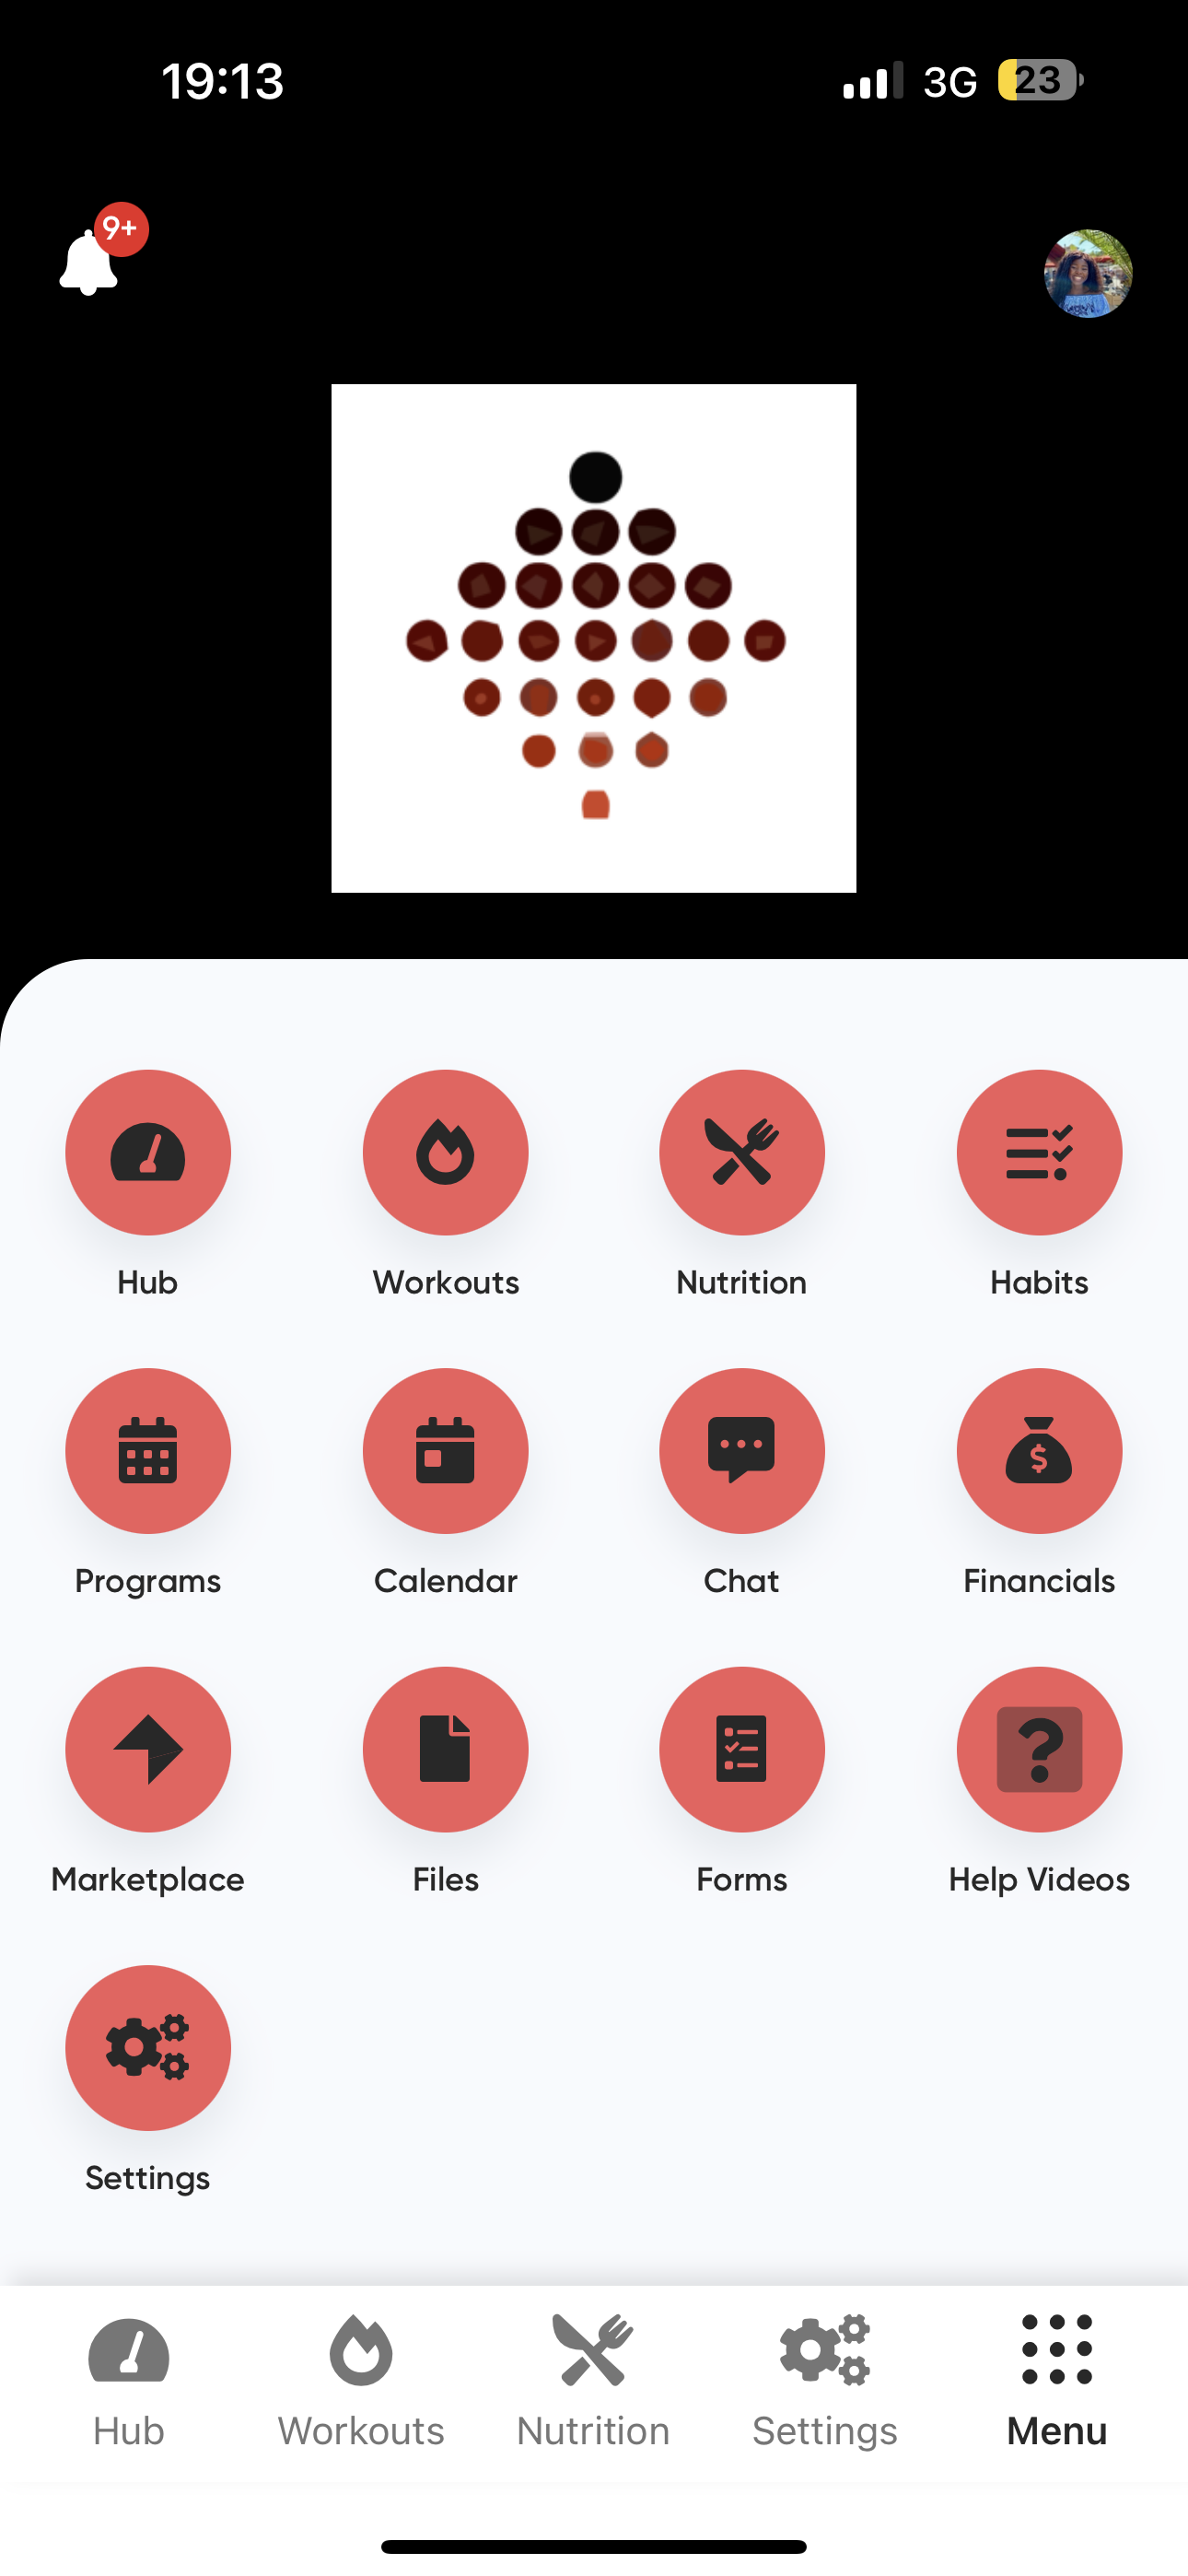 19:13 3G 23
9+
Hub Workouts Nutrition Habits
Programs Calendar Chat Financials
Marketplace Files Forms Help Videos
Settings
Hub Workouts Nutrition Settings Menu